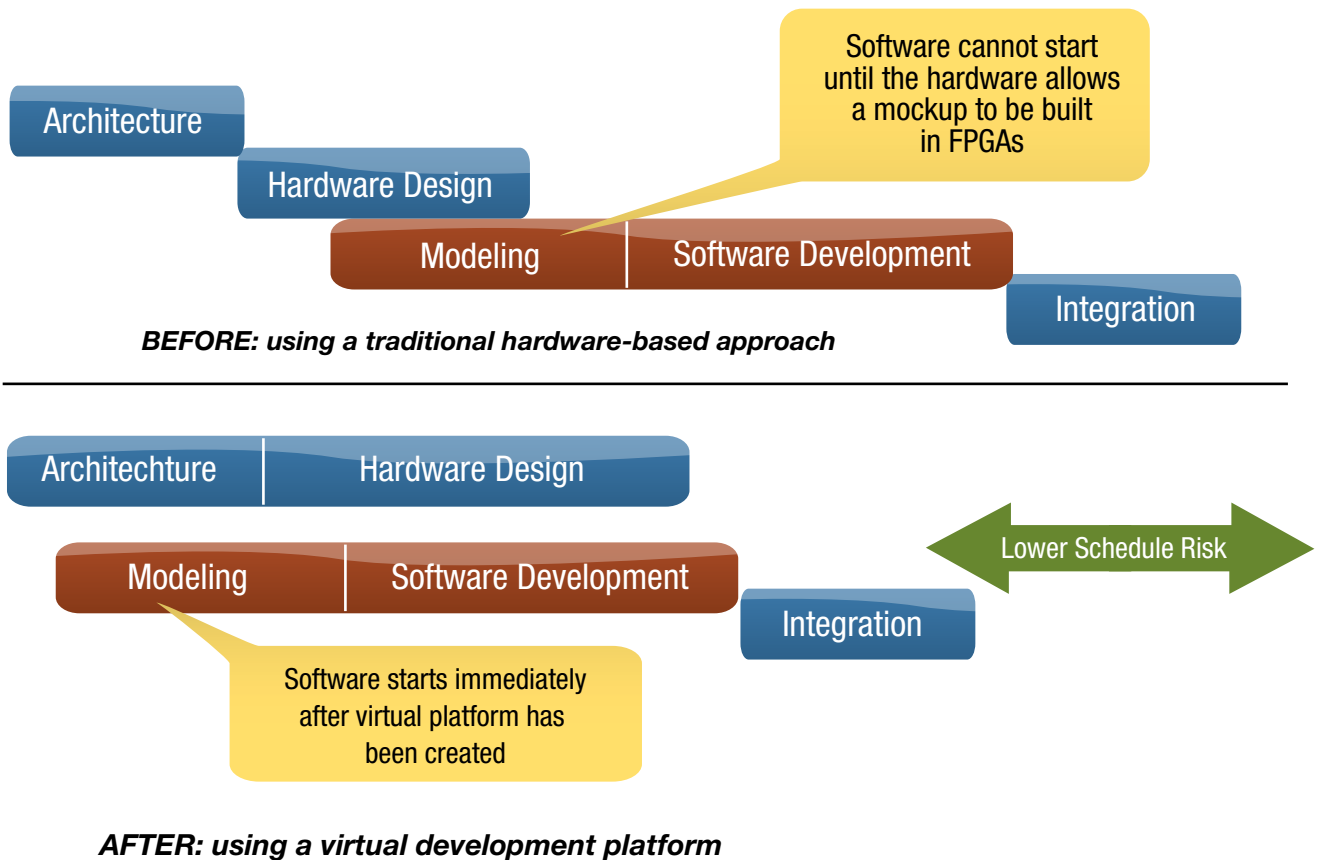 Software cannot start
until the hardware allows
a mockup to be built
in FPGAs
Architecture
Hardware Design
Modeling
Software Development
Integration
BEFORE: using a traditional hardware-based approach
Architechture
Hardware Design
Lower Schedule Risk
Modeling
Software Development
Integration
Software starts immediately
after virtual platform has
been created
AFTER: using a virtual development platform